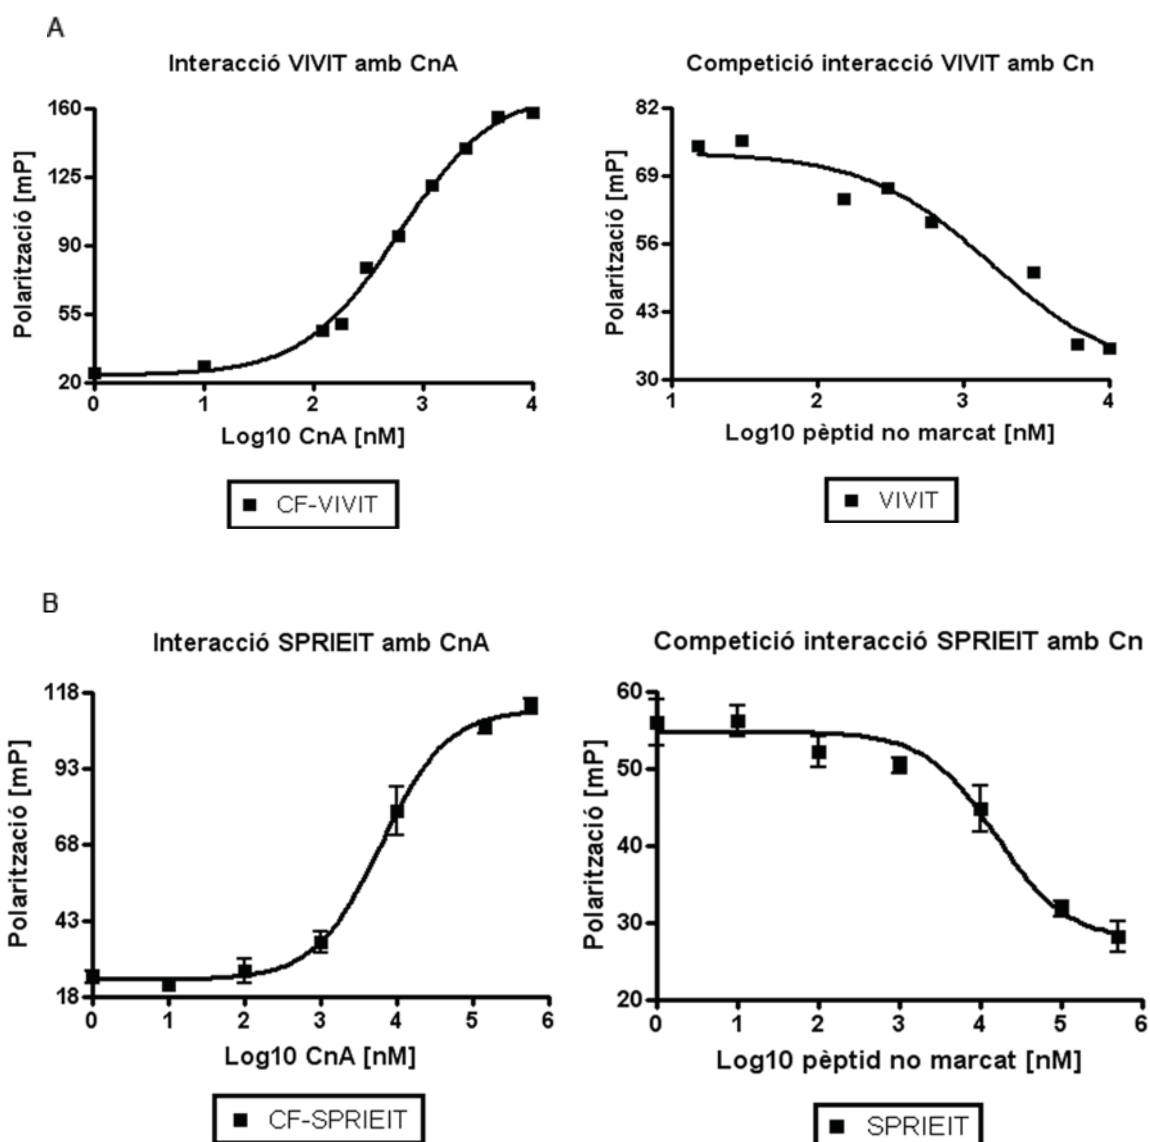 A
Interacció VIVIT amb CnA
Polarització [mP]
160
125
90
55
20
0 1 2 3 4
Log10 CnA [nM]
CF-VIVIT
Competició interacció VIVIT amb Cn
Polarització [mP]
82
69
56
43
30
1 2 3 4
Log10 pèptid no marcat [nM]
VIVIT
B
Interacció SPRIEIT amb CnA
Polarització [mP]
118
93
68
43
18
0 1 2 3 4 5 6
Log10 CnA [nM]
CF-SPRIEIT
Competició interacció SPRIEIT amb Cn
Polarització [mP]
60
50
40
30
20
0 1 2 3 4 5 6
Log10 pèptid no marcat [nM]
SPRIEIT